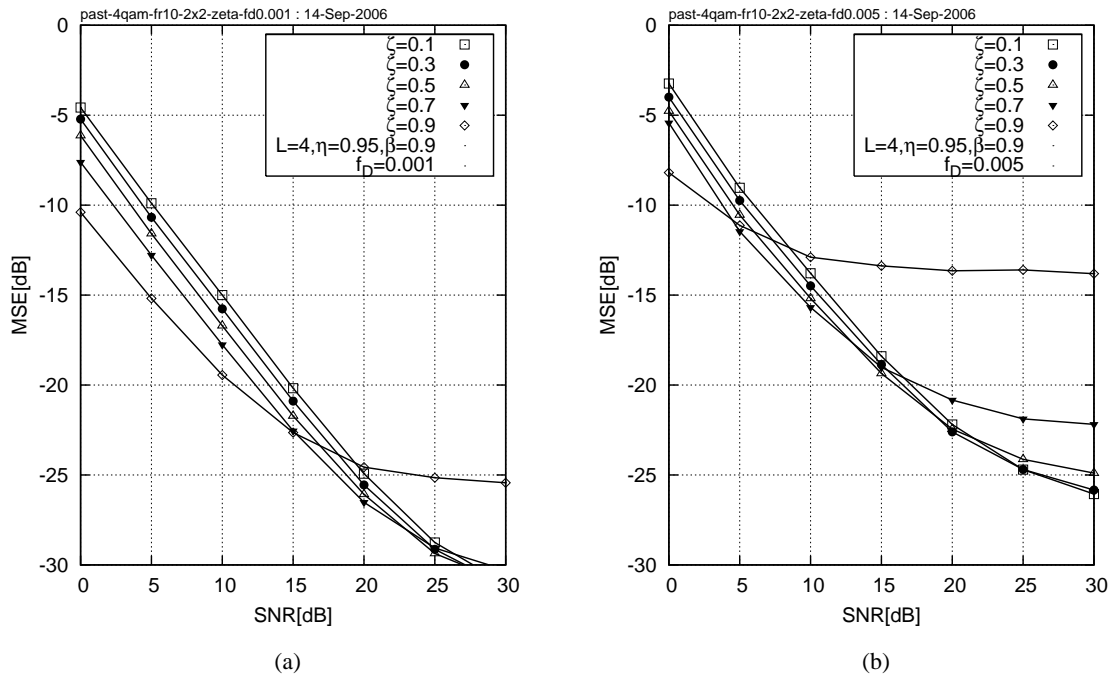 past-4qam-fr10-2x2-zeta-fd0.001 : 14-Sep-2006
0
-5
-10
-15
-20
-25
-30
MSE[dB]
0 5 10 15 20 25 30
SNR[dB]
ζ=0.1
ζ=0.3
ζ=0.5
ζ=0.7
ζ=0.9
L=4,η=0.95,β=0.9
f_D=0.001
(a)
past-4qam-fr10-2x2-zeta-fd0.005 : 14-Sep-2006
0
-5
-10
-15
-20
-25
-30
MSE[dB]
0 5 10 15 20 25 30
SNR[dB]
ζ=0.1
ζ=0.3
ζ=0.5
ζ=0.7
ζ=0.9
L=4,η=0.95,β=0.9
f_D=0.005
(b)